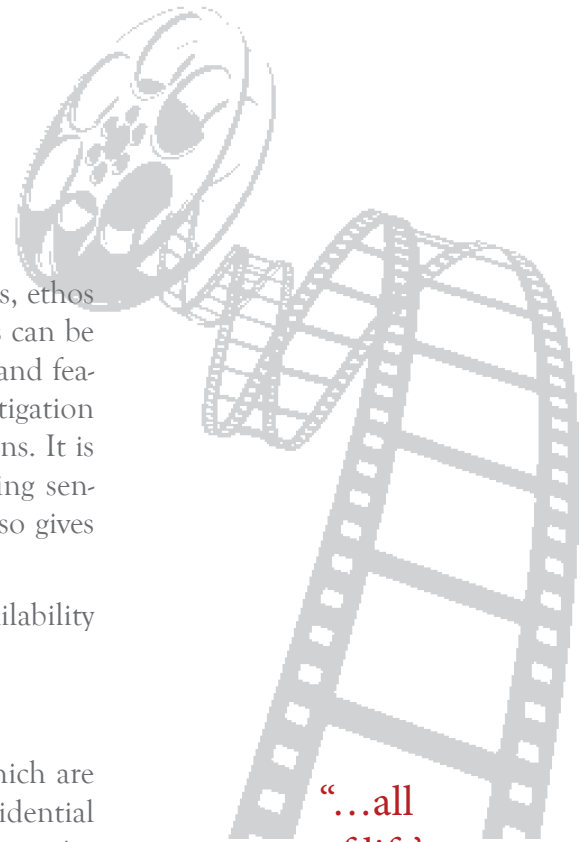 s, ethos
s can be
and fea-
tigation
ns. It is
ing sen-
so gives
ilability
hich are
idential
“…all